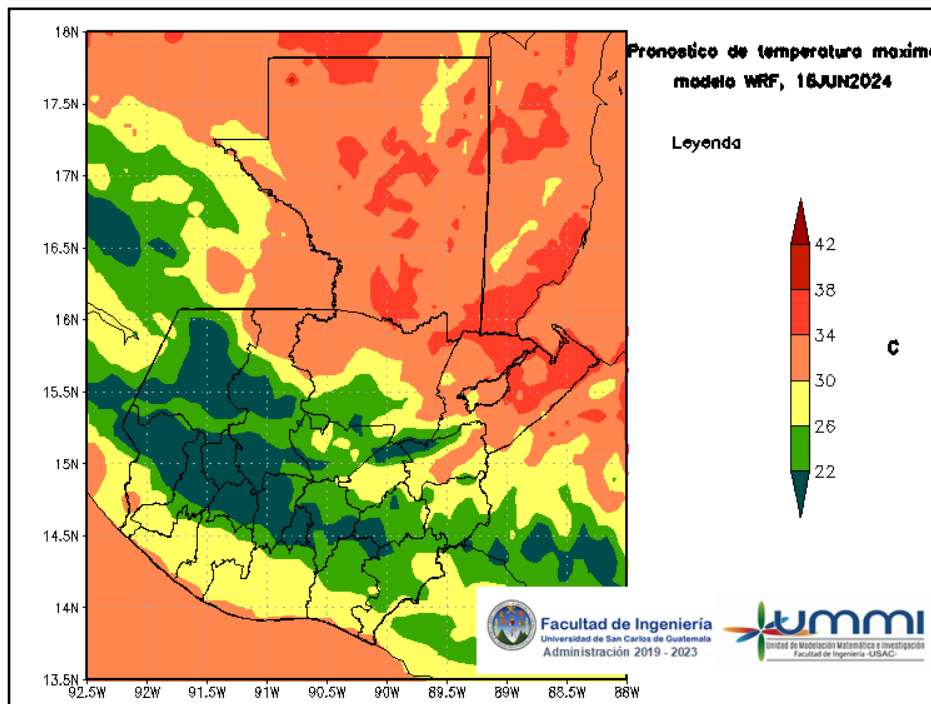 Pronostico de temperatura maxima
modelo WRF, 16JUN2024
Leyenda
42
38
34
30
26
22
C
18N
17.5N
17N
16.5N
16N
15.5N
15N
14.5N
14N
13.5N
92.5W
92W
91.5W
91W
90.5W
90W
89.5W
89W
88.5W
88W
Facultad de Ingeniería
Universidad de San Carlos de Guatemala
Administración 2019 - 2023
UMMI
Unidad de Modelación Matemática e Investigación
Facultad de Ingeniería -USAC-